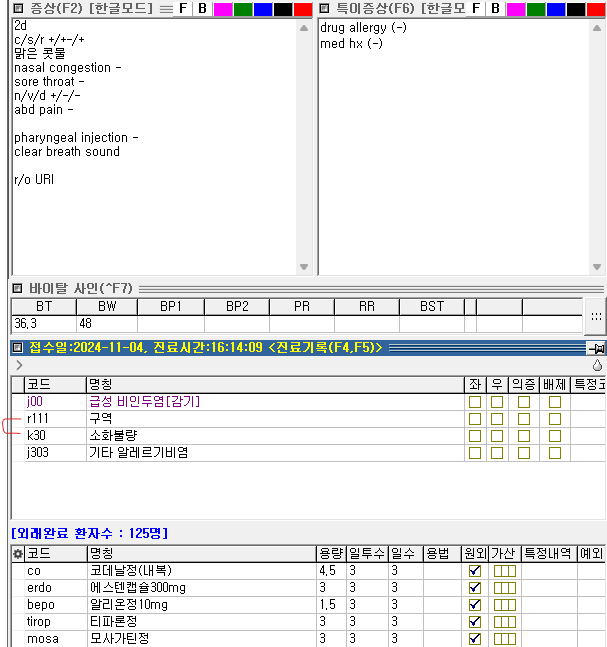 증상(F2) [한글모드] F B
2d
c/s/r +/+-/+
맑은 콧물
nasal congestion -
sore throat -
n/v/d +/-/-
abd pain -
pharyngeal injection -
clear breath sound
r/o URI
특이증상(F6) [한글모드 F B
drug allergy (-)
med hx (-)
바이탈 사인(^F7)
BT BW BP1 BP2 PR RR BST
36.3 48
접수일:2024-11-04, 진료시간:16:14:09 <진료기록(F4,F5)>
코드 명칭 좌 우 의증 배제 특정코
j00 급성 비인두염[감기]
r111 구역
k30 소화불량
j303 기타 알레르기비염
[외래완료 환자수 : 125명]
코드 명칭 용량 일투수 일수 용법 원외 가산 특정내역 예외
co 코데날정(내복) 4.5 3 3
erdo 에스텐캡슐300mg 3 3 3
bepo 알리온정10mg 1.5 3 3
tirop 티파론정 3 3 3
mosa 모사가틴정 3 3 3